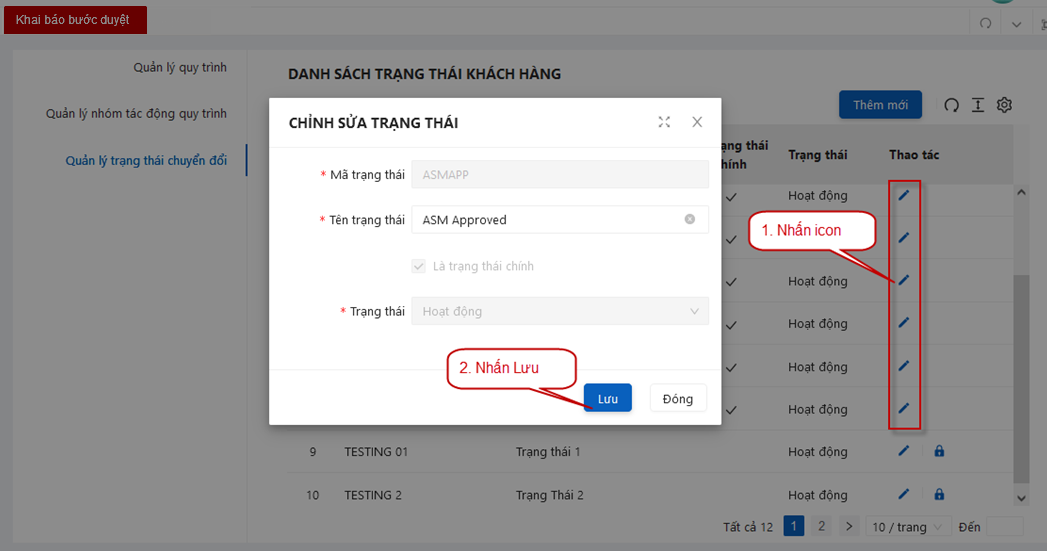 Khai báo bước duyệt
Quản lý quy trình
Quản lý nhóm tác động quy trình
Quản lý trạng thái chuyển đổi
DANH SÁCH TRẠNG THÁI KHÁCH HÀNG
Thêm mới
ạng thái
hính
Trạng thái
Thao tác
CHỈNH SỬA TRẠNG THÁI
* Mã trạng thái
ASMAPP
* Tên trạng thái
ASM Approved
Là trạng thái chính
* Trạng thái
Hoạt động
2. Nhấn Lưu
Lưu
Đóng
Hoạt động
1. Nhấn icon
Hoạt động
Hoạt động
Hoạt động
Hoạt động
Hoạt động
9 TESTING 01 Trạng thái 1 Hoạt động
10 TESTING 2 Trạng Thái 2 Hoạt động
Tất cả 12 1 2 > 10 / trang Đến